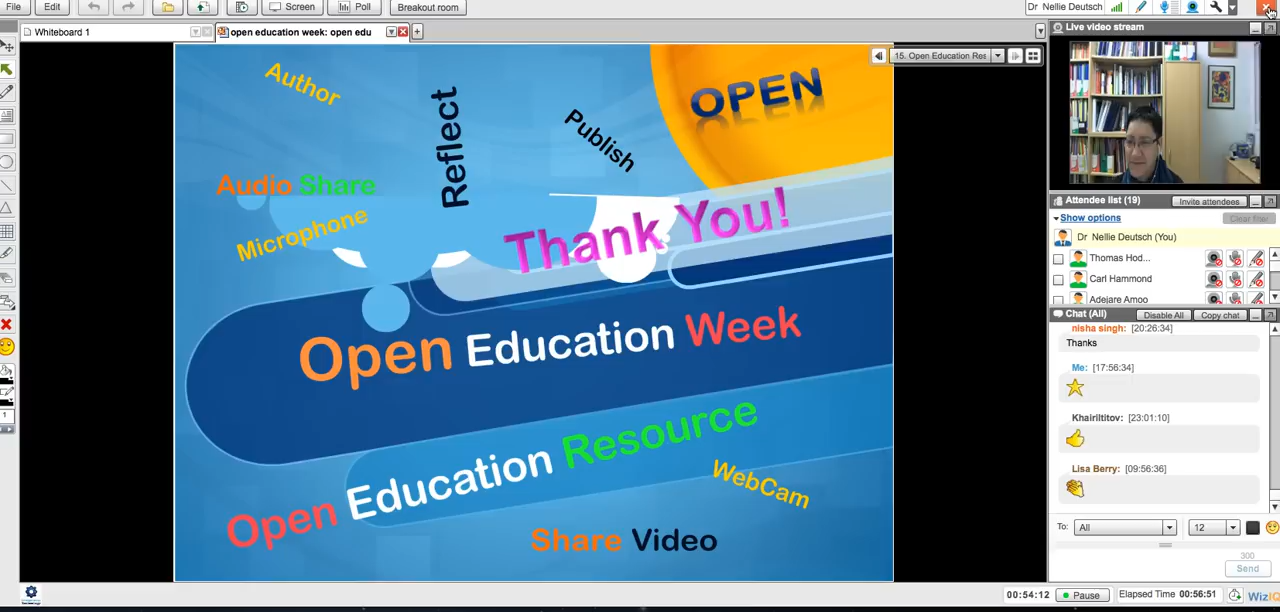 File Edit Screen Poll Breakout room Dr Nellie Deutsch
Whiteboard 1
open education week: open edu
15. Open Education Res
Author
Reflect
Publish
OPEN
Audio Share
Microphone
Thank You!
Open Education Week
Open Education Resource
WebCam
Share Video
Live video stream
Attendee list (19) Invite attendees
Show options Clear filter
Dr Nellie Deutsch (You)
Thomas Hod...
Carl Hammond
Adejare Amoo
Chat (All) Disable All Copy chat
nisha singh: [20:26:34]
Thanks
Me: [17:56:34]
Khairiltitov: [23:01:10]
Lisa Berry: [09:56:36]
To: All 12
300
Send
1
00:54:12 Pause Elapsed Time 00:56:51 WizIQ